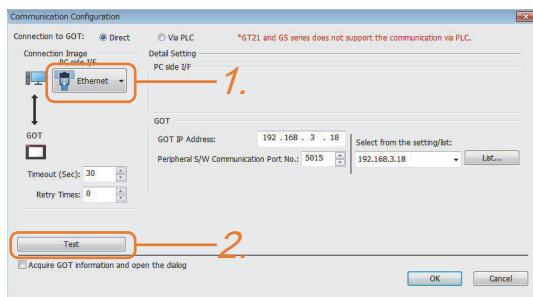 Communication Configuration
Connection to GOT: Direct Via PLC *GT21 and GS series does not support the communication via PLC.
Connection Image
PC side I/F
Ethernet
1.
GOT
Timeout (Sec): 30
Retry Times: 0
Detail Setting
PC side I/F
GOT
GOT IP Address: 192 . 168 . 3 . 18
Peripheral S/W Communication Port No.: 5015
Select from the setting/list:
192.168.3.18 List...
Test
2.
Acquire GOT information and open the dialog
OK Cancel